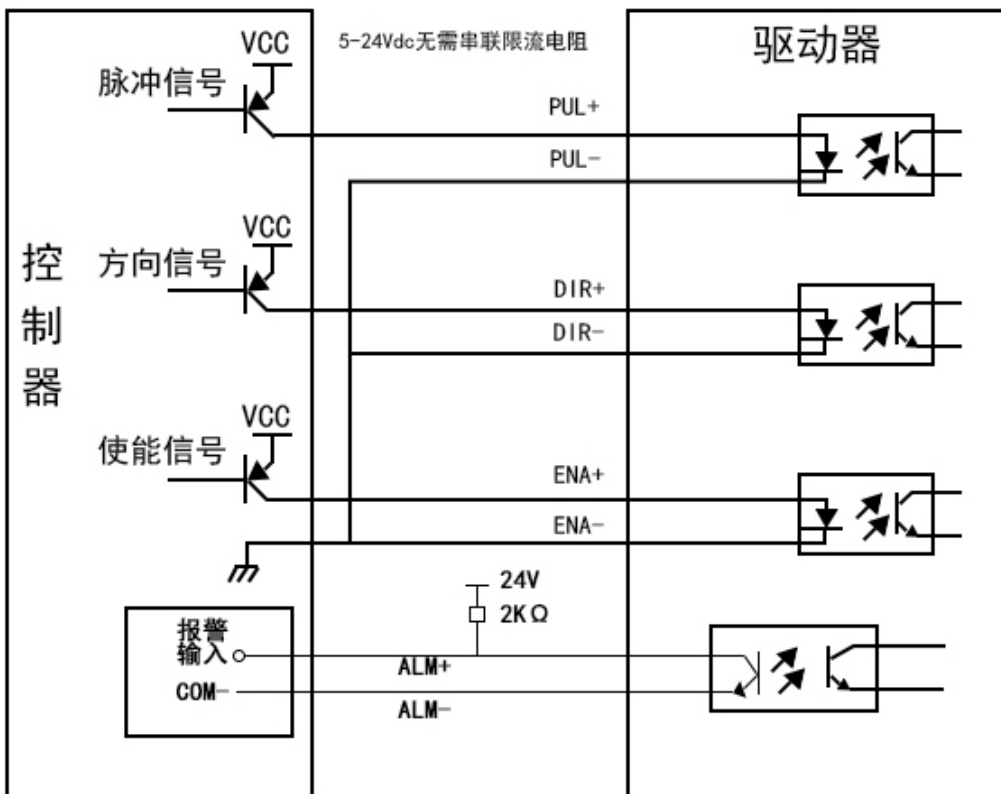 5-24Vdc无需串联限流电阻
驱动器
VCC
脉冲信号
PUL+
PUL-
控制器
VCC
方向信号
DIR+
DIR-
VCC
使能信号
ENA+
ENA-
24V
2KΩ
报警
输入
ALM+
COM-
ALM-